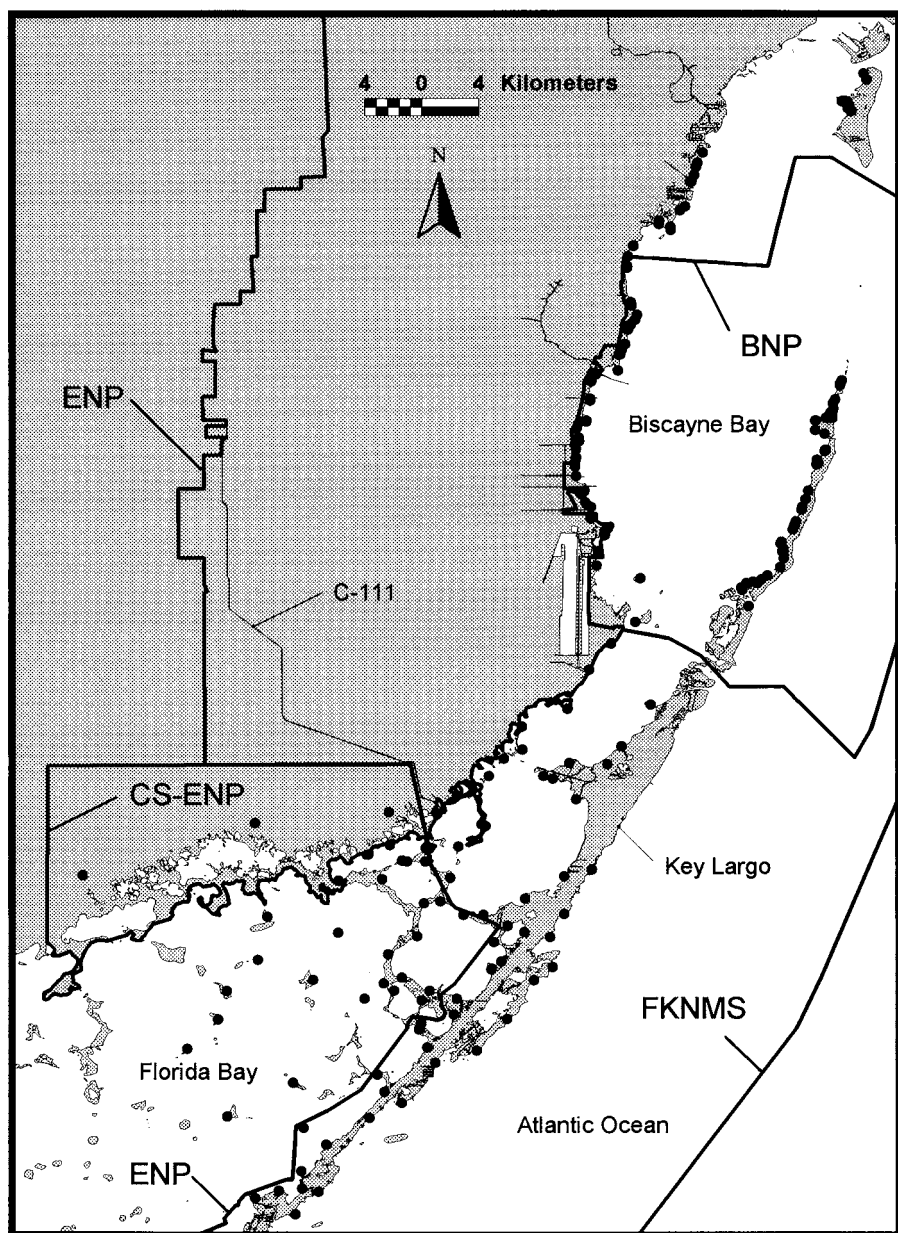 4 0 4 Kilometers
N
BNP
ENP
Biscayne Bay
C-111
CS-ENP
Key Largo
FKNMS
Florida Bay
Atlantic Ocean
ENP